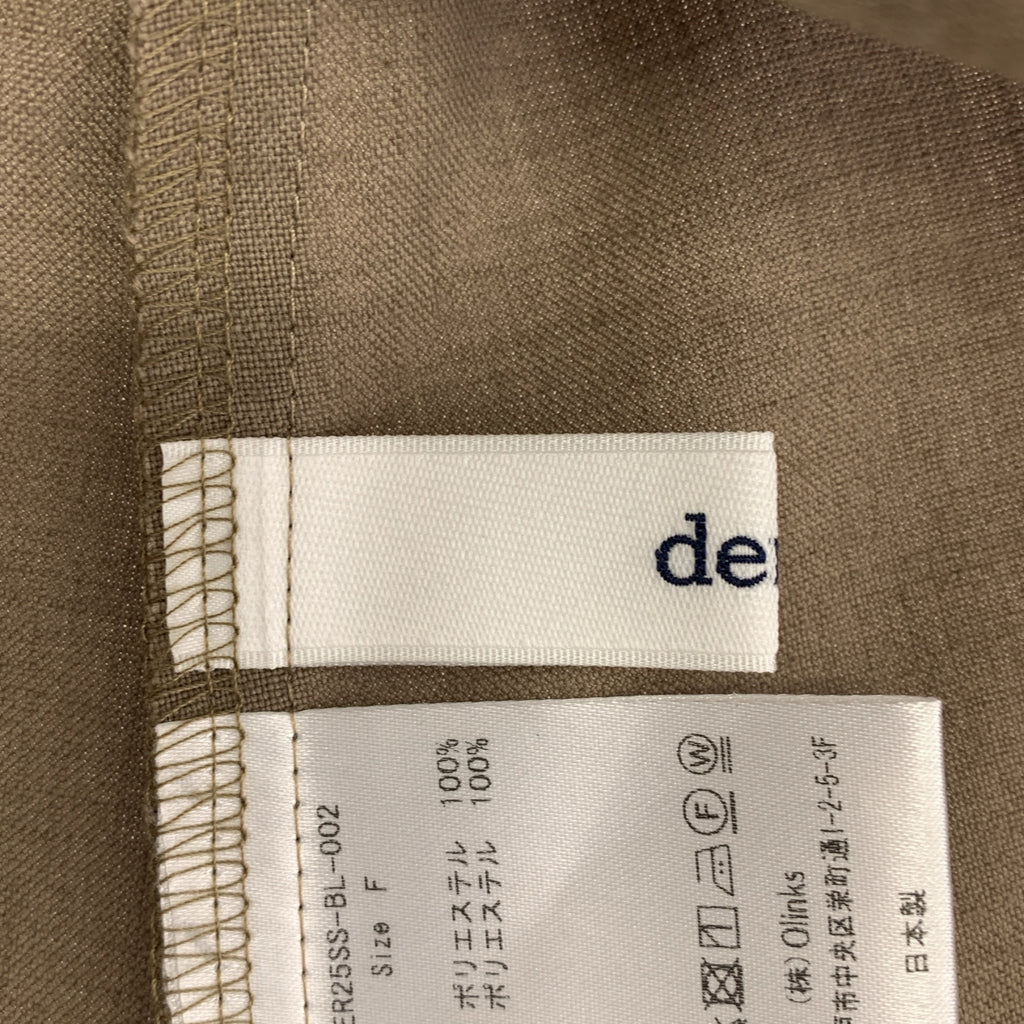 de
ER25SS-BL-002
Size F
ポリエステル 100%
ポリエステル 100%
(株) Olinks
市中央区栄町通1-2-5-3F
日本製